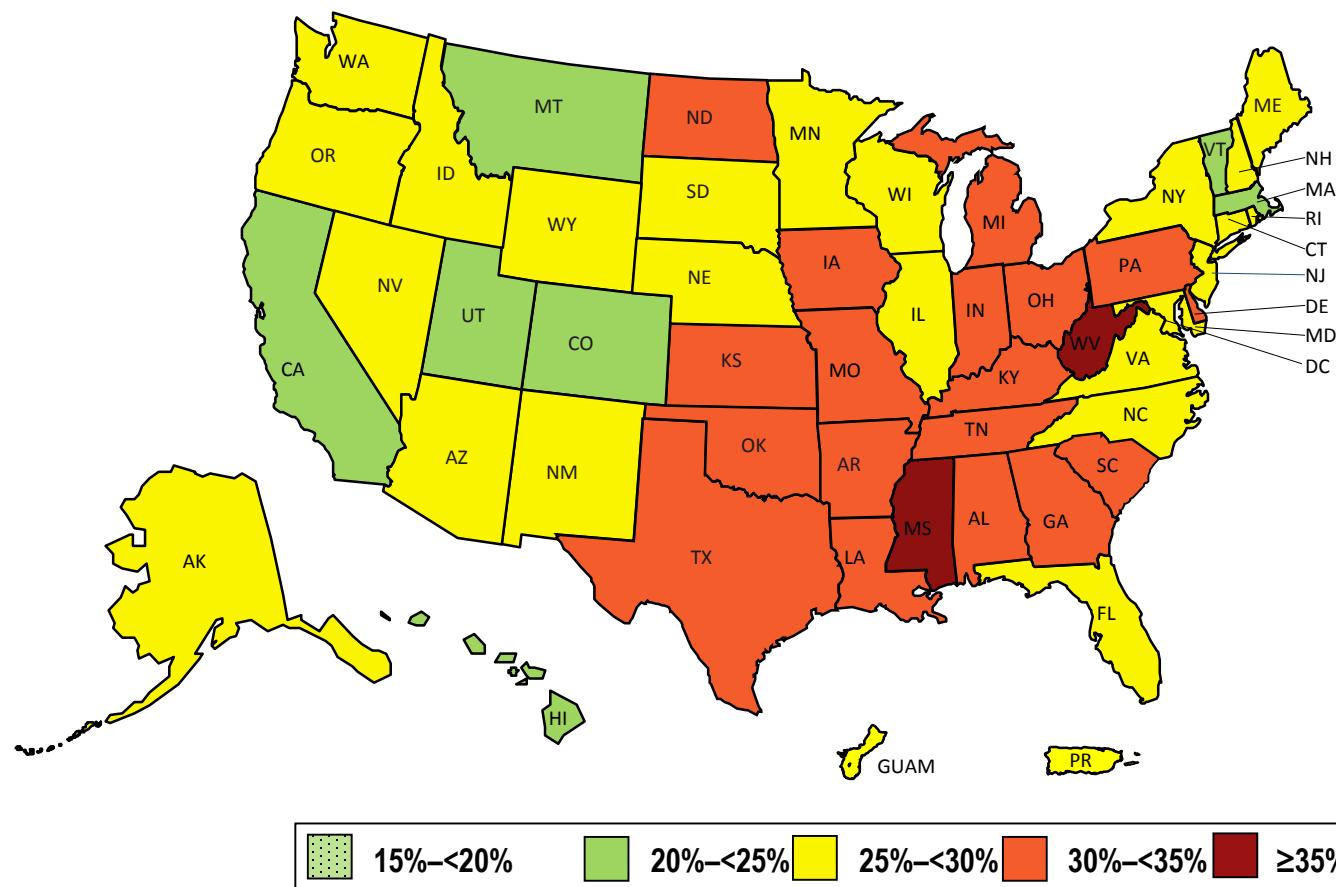 WA
MT
ND
ME
MN
OR
VT
ID
NH
WI
SD
MA
NY
WY
RI
MI
CT
IA
PA
NJ
NE
NV
OH
DE
IN
IL
UT
MD
CO
WV
VA
DC
KS
CA
MO
KY
NC
TN
OK
AZ
AR
SC
NM
MS
AL
GA
TX
LA
AK
FL
HI
GUAM
PR
15%–<20%
20%–<25%
25%–<30%
30%–<35%
≥35%